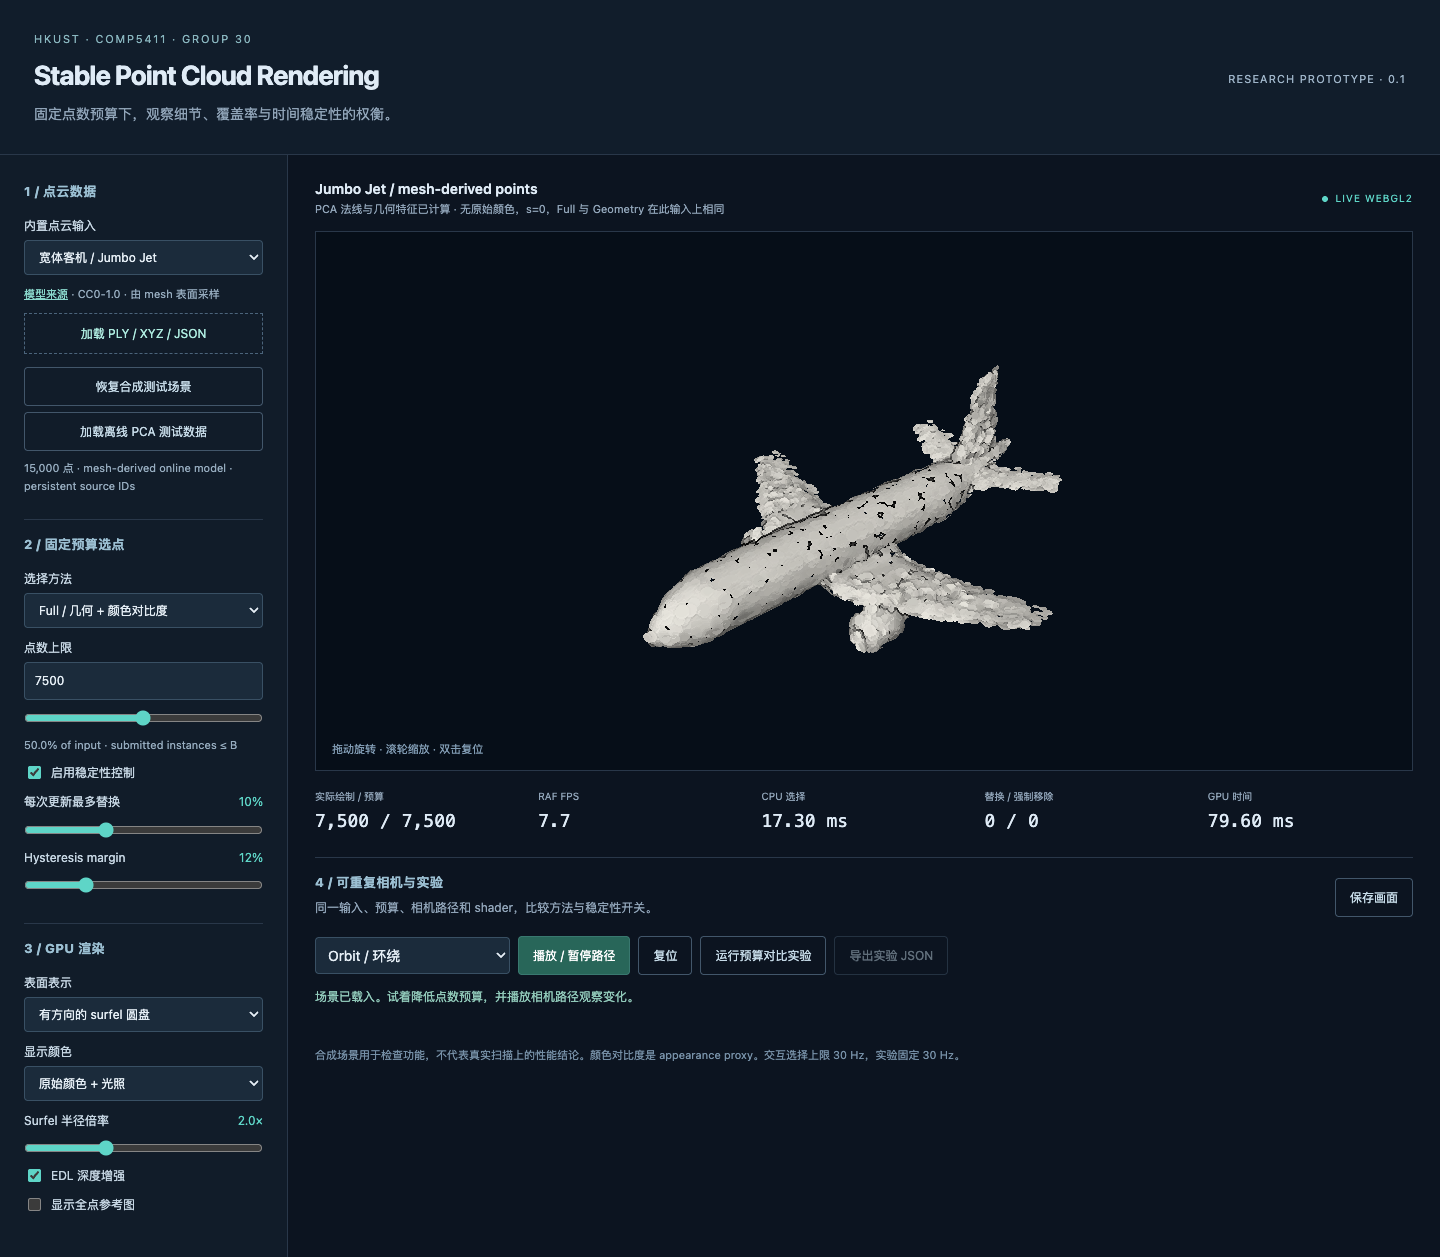 HKUST · COMP5411 · GROUP 30
Stable Point Cloud Rendering
固定点数预算下，观察细节、覆盖率与时间稳定性的权衡。
RESEARCH PROTOTYPE · 0.1
1 / 点云数据
内置点云输入
宽体客机 / Jumbo Jet
模型来源 · CC0-1.0 · 由 mesh 表面采样
加载 PLY / XYZ / JSON
恢复合成测试场景
加载离线 PCA 测试数据
15,000 点 · mesh-derived online model ·
persistent source IDs
2 / 固定预算选点
选择方法
Full / 几何 + 颜色对比度
点数上限
7500
50.0% of input · submitted instances ≤ B
启用稳定性控制
每次更新最多替换 10%
Hysteresis margin 12%
3 / GPU 渲染
表面表示
有方向的 surfel 圆盘
显示颜色
原始颜色 + 光照
Surfel 半径倍率 2.0×
EDL 深度增强
显示全点参考图
Jumbo Jet / mesh-derived points
PCA 法线与几何特征已计算 · 无原始颜色，s=0，Full 与 Geometry 在此输入上相同
LIVE WEBGL2
拖动旋转 · 滚轮缩放 · 双击复位
实际绘制 / 预算
7,500 / 7,500
RAF FPS
7.7
CPU 选择
17.30 ms
替换 / 强制移除
0 / 0
GPU 时间
79.60 ms
4 / 可重复相机与实验
同一输入、预算、相机路径和 shader，比较方法与稳定性开关。
保存画面
Orbit / 环绕
播放 / 暂停路径
复位
运行预算对比实验
导出实验 JSON
场景已载入。试着降低点数预算，并播放相机路径观察变化。
合成场景用于检查功能，不代表真实扫描上的性能结论。颜色对比度是 appearance proxy。交互选择上限 30 Hz，实验固定 30 Hz。